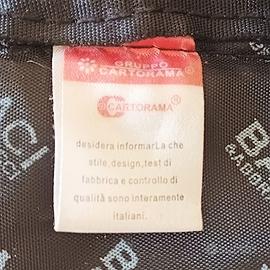 GRUPPO
CARTORAMA®
CARTORAMA®
desidera informarLa che
stile,design,test di
fabbrica e controllo di
qualità sono interamente
italiani.